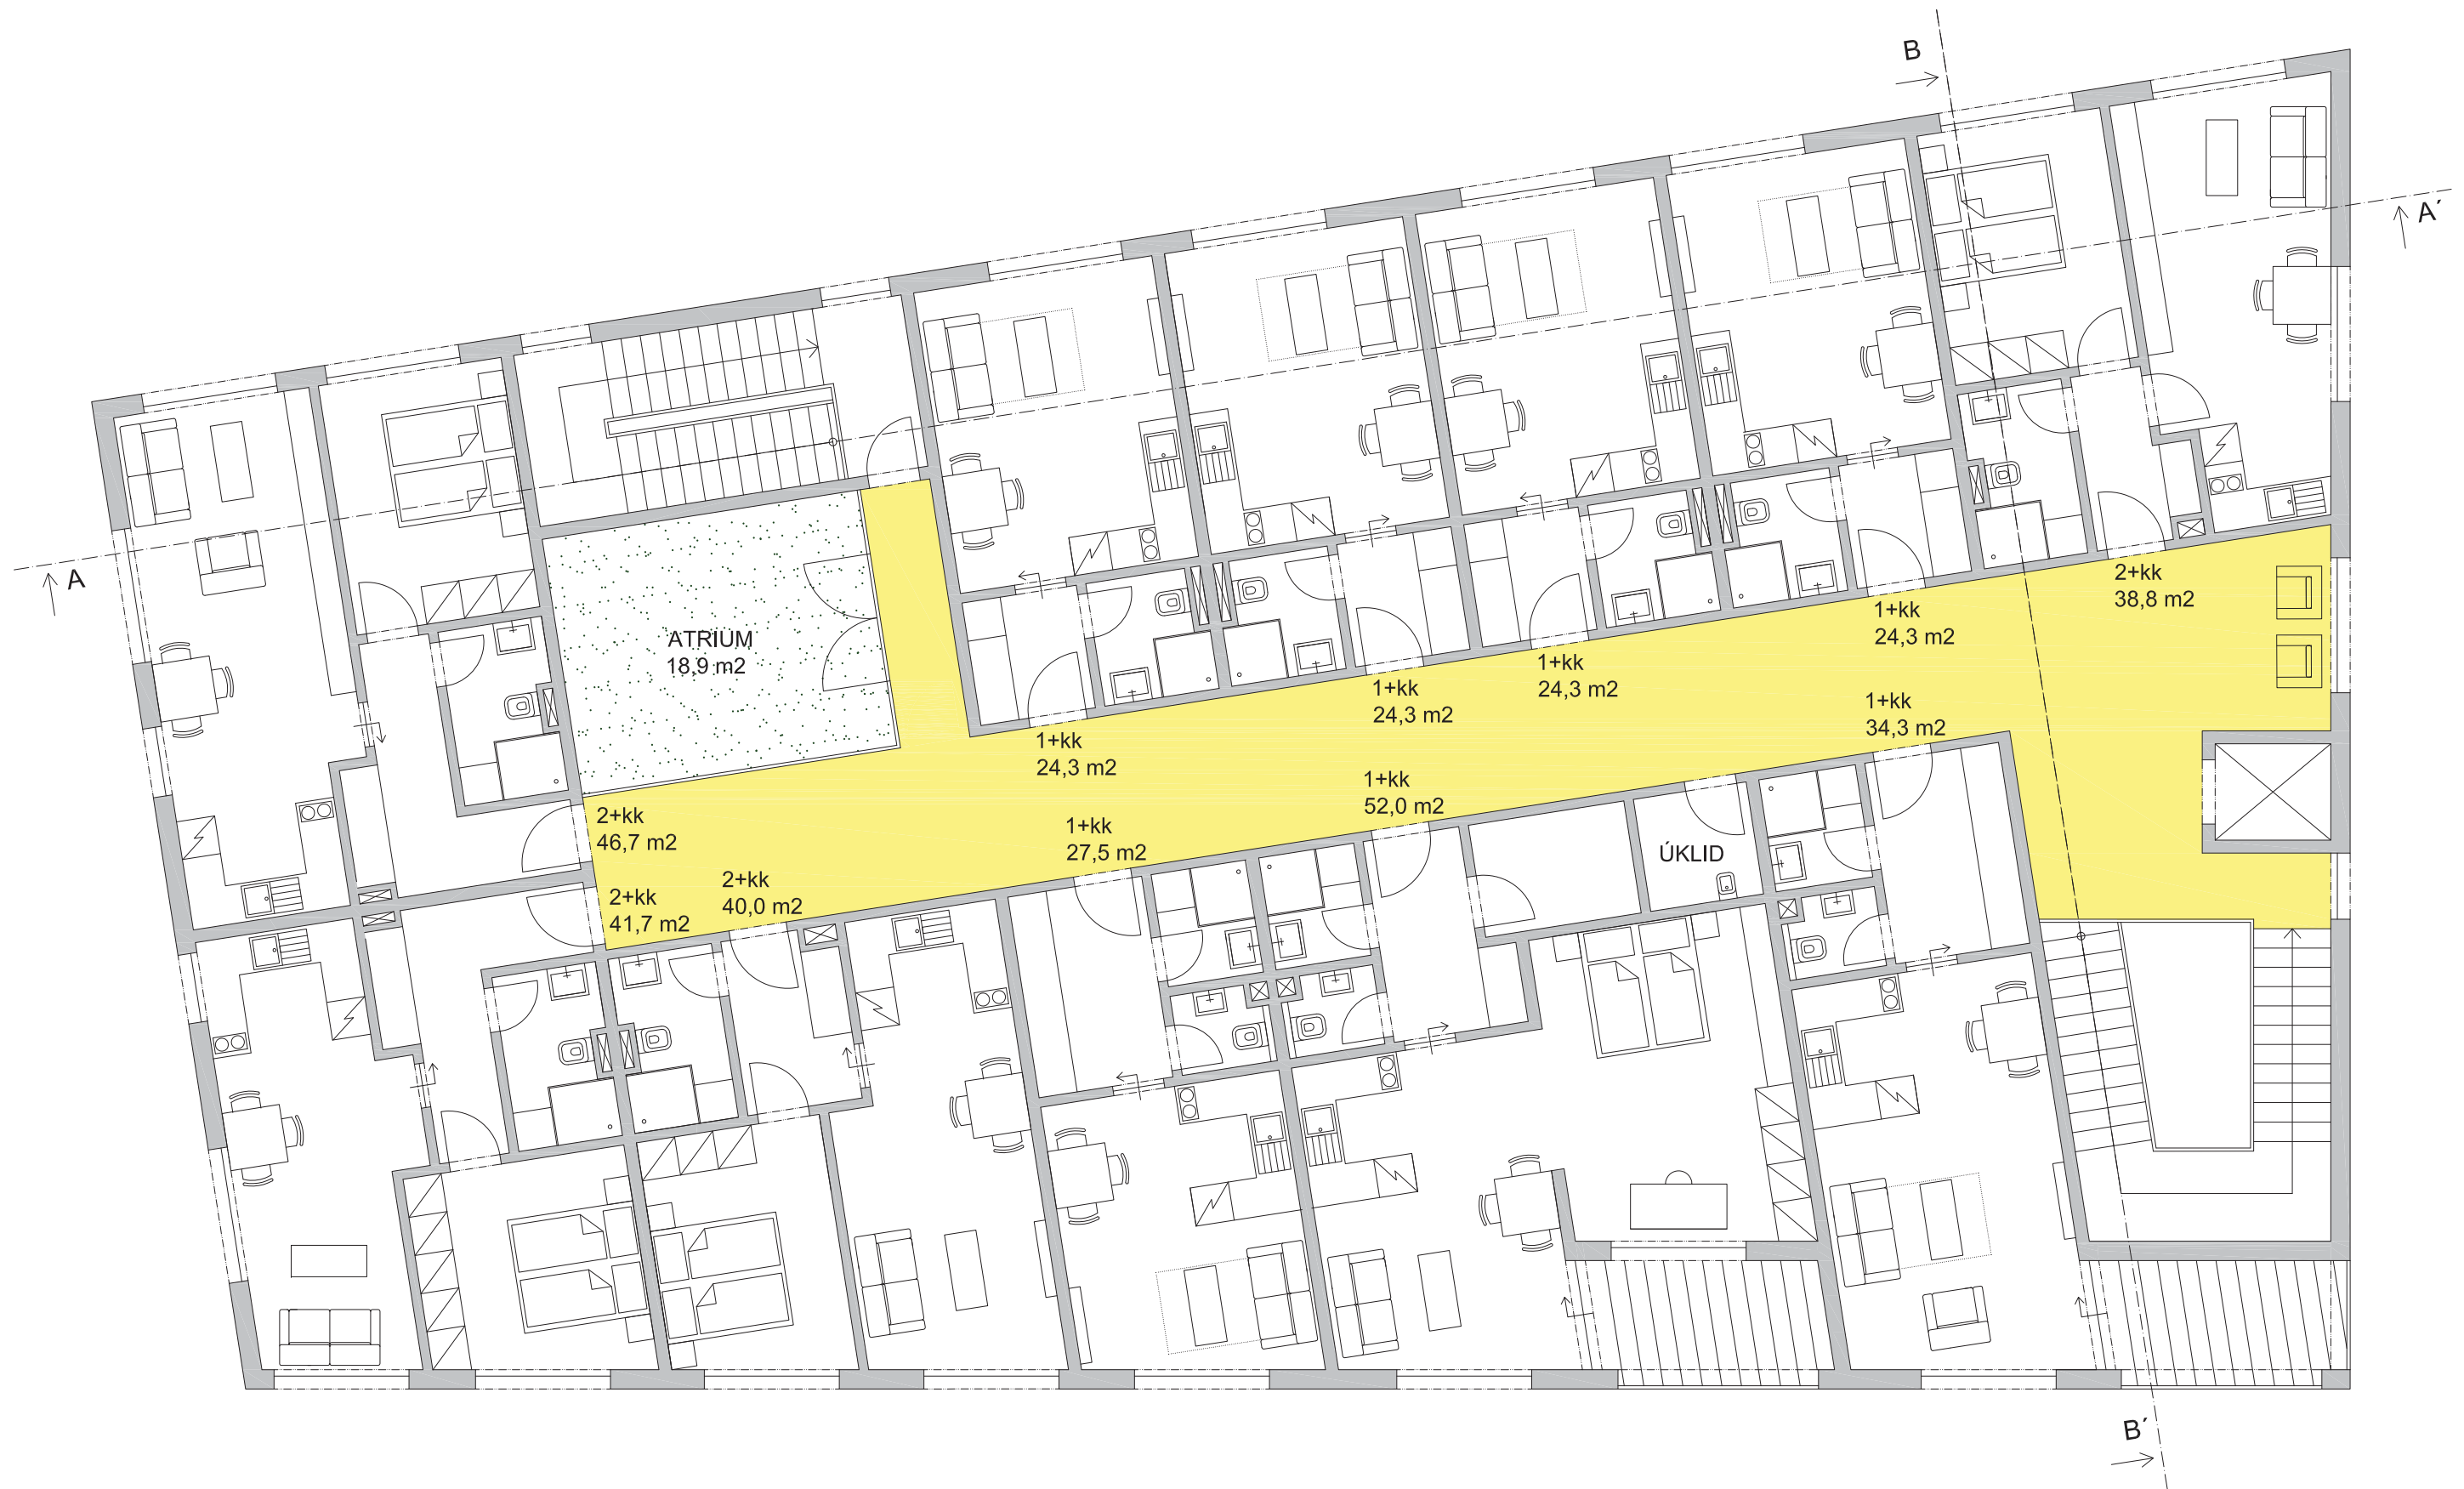 B
A´
A
2+kk
38,8 m2
1+kk
24,3 m2
ATRIUM
18,9 m2
1+kk
24,3 m2
1+kk
24,3 m2
1+kk
34,3 m2
1+kk
24,3 m2
1+kk
52,0 m2
2+kk
46,7 m2
1+kk
27,5 m2
ÚKLID
2+kk
40,0 m2
2+kk
41,7 m2
B´